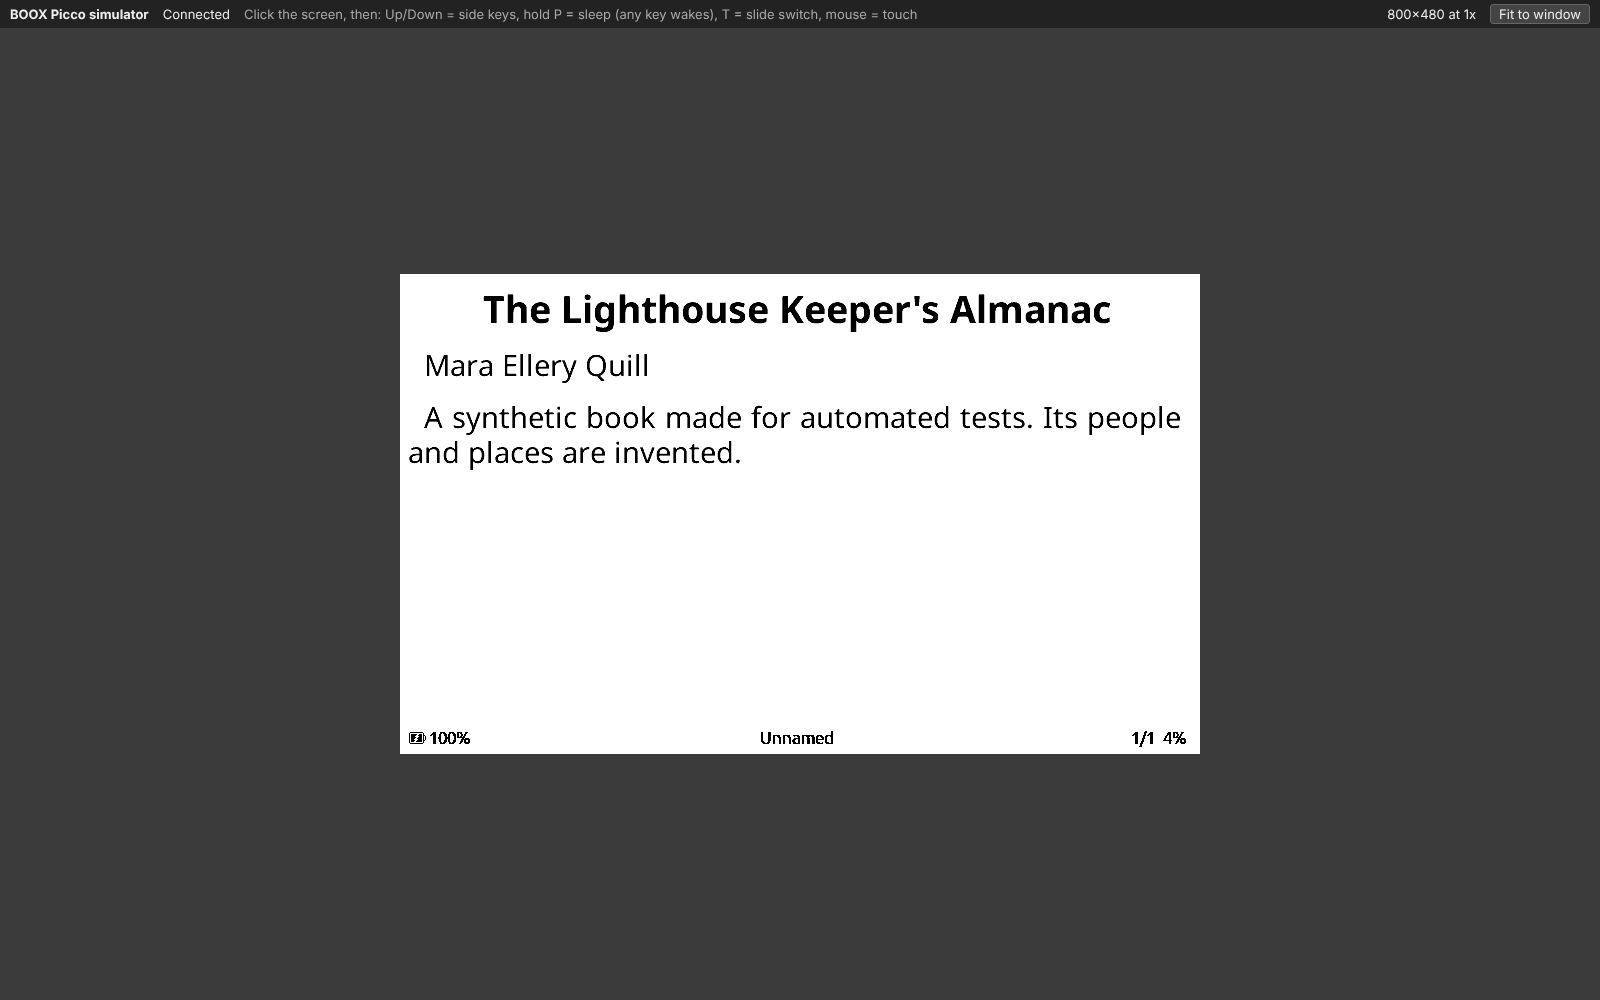 BOOX Picco simulator Connected Click the screen, then: Up/Down = side keys, hold P = sleep (any key wakes), T = slide switch, mouse = touch 800×480 at 1x Fit to window
The Lighthouse Keeper's Almanac
Mara Ellery Quill
A synthetic book made for automated tests. Its people
and places are invented.
100% Unnamed 1/1 4%